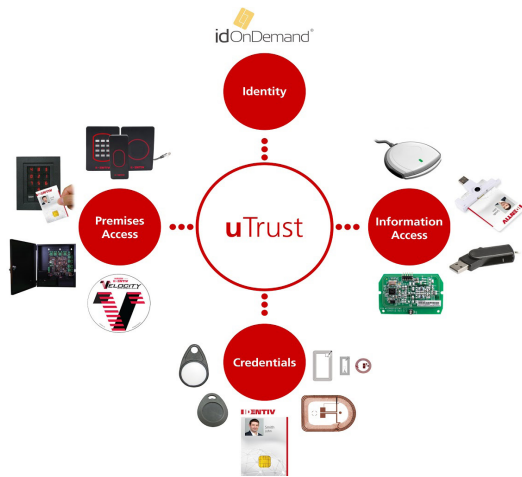 idOnDemand®
Identity
Premises
Access
uTrust
Information
Access
VELOCITY
Credentials
IDENTIV